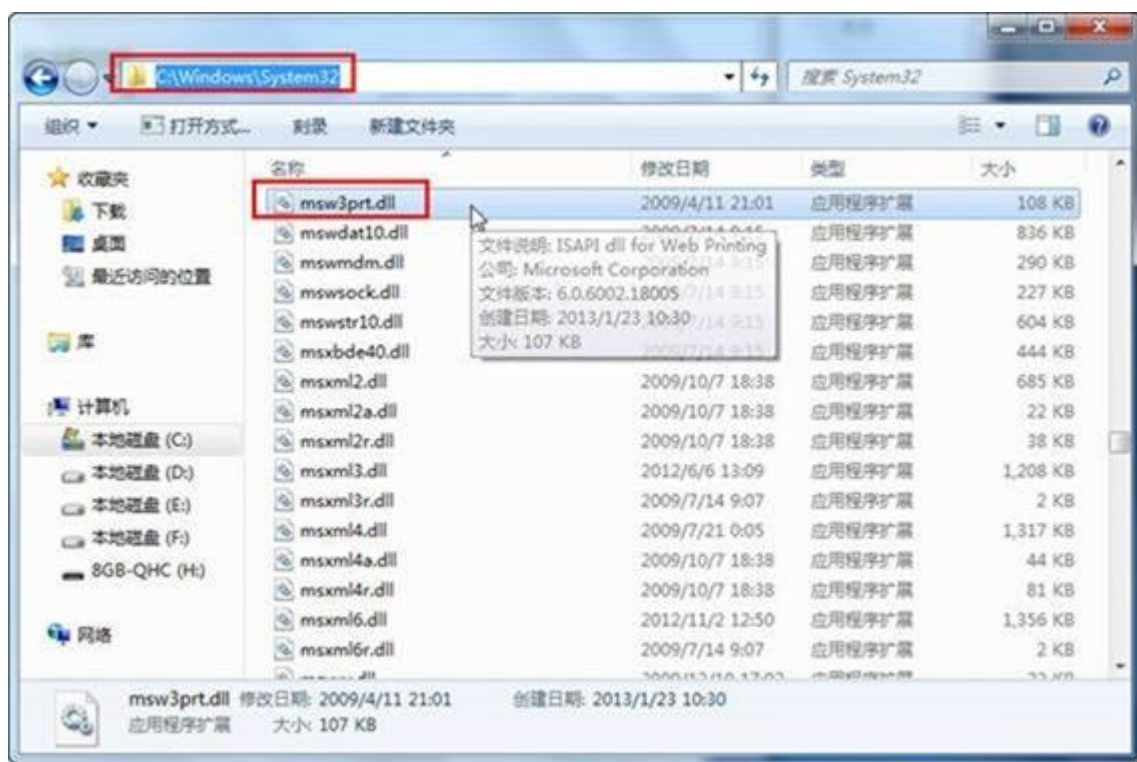 C:\Windows\System32
搜索 System32
组织 打开方式... 刻录 新建文件夹
收藏夹
下载
桌面
最近访问的位置
库
计算机
本地磁盘 (C:)
本地磁盘 (D:)
本地磁盘 (E:)
本地磁盘 (F:)
8GB-QHC (H:)
网络
名称 修改日期 类型 大小
msw3prt.dll 2009/4/11 21:01 应用程序扩展 108 KB
mswdat10.dll 应用程序扩展 836 KB
mswmdm.dll 应用程序扩展 290 KB
mswsock.dll 应用程序扩展 227 KB
mswstr10.dll 应用程序扩展 604 KB
msxbde40.dll 应用程序扩展 444 KB
msxml2.dll 2009/10/7 18:38 应用程序扩展 685 KB
msxml2a.dll 2009/10/7 18:38 应用程序扩展 22 KB
msxml2r.dll 2009/10/7 18:38 应用程序扩展 38 KB
msxml3.dll 2012/6/6 13:09 应用程序扩展 1,208 KB
msxml3r.dll 2009/7/14 9:07 应用程序扩展 2 KB
msxml4.dll 2009/7/21 0:05 应用程序扩展 1,317 KB
msxml4a.dll 2009/10/7 18:38 应用程序扩展 44 KB
msxml4r.dll 2009/10/7 18:38 应用程序扩展 81 KB
msxml6.dll 2012/11/2 12:50 应用程序扩展 1,356 KB
msxml6r.dll 2009/7/14 9:07 应用程序扩展 2 KB
文件说明: ISAPI dll for Web Printing
公司: Microsoft Corporation
文件版本: 6.0.6002.18005
创建日期: 2013/1/23 10:30
大小: 107 KB
msw3prt.dll 修改日期: 2009/4/11 21:01 创建日期: 2013/1/23 10:30
应用程序扩展 大小: 107 KB